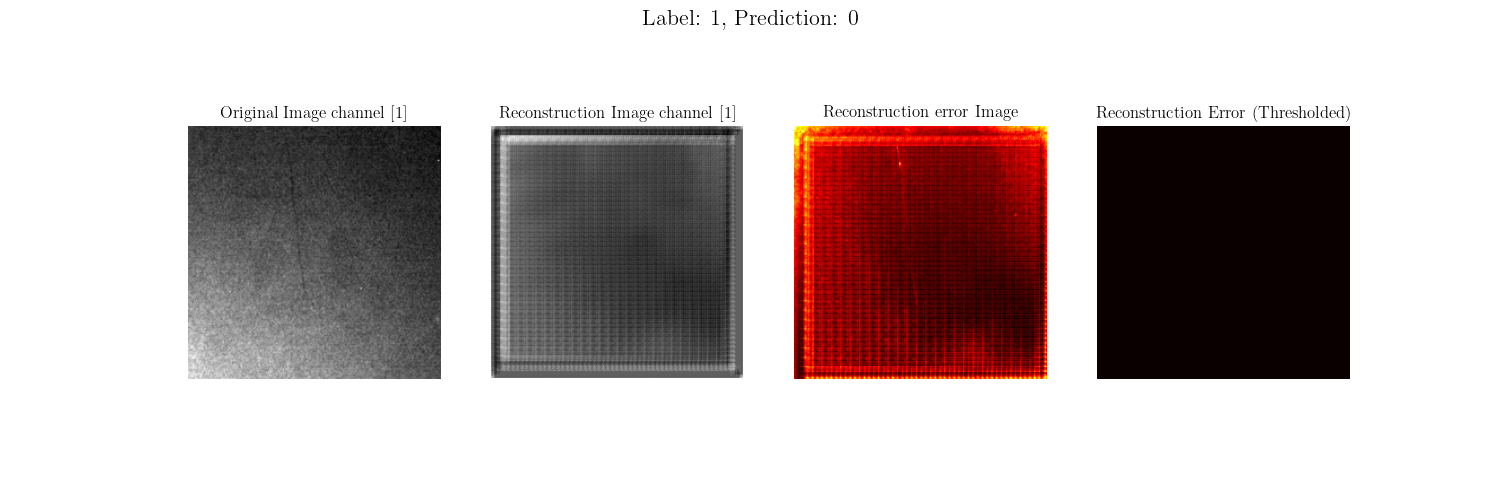 Label: 1, Prediction: 0
Original Image channel [1]
Reconstruction Image channel [1]
Reconstruction error Image
Reconstruction Error (Thresholded)